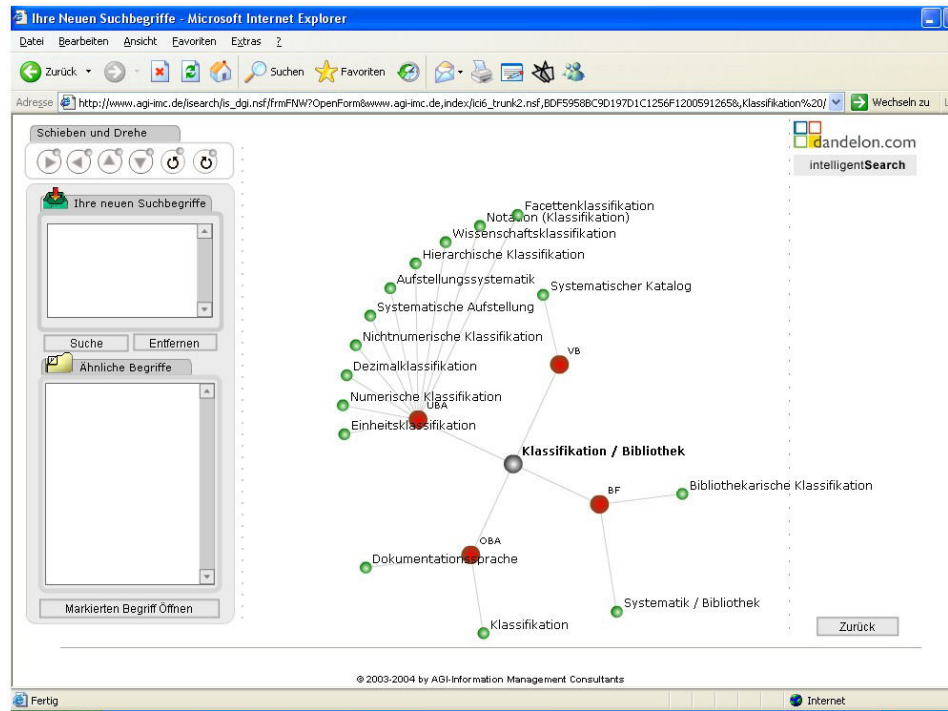 Ihre Neuen Suchbegriffe - Microsoft Internet Explorer
Datei Bearbeiten Ansicht Favoriten Extras ?
Zurück Suchen Favoriten
Adresse http://www.agi-imc.de/isearch/is_dgi.nsf/frmFNW?OpenForm&www.agi-imc.de,index/ici6_trunk2.nsf,BDF5958BC9D197D1C1256F1200591265&,Klassifikation%20/ Wechseln zu
Schieben und Drehe
dandelon.com
intelligentSearch
Ihre neuen Suchbegriffe
Suche Entfernen
Ähnliche Begriffe
Markierten Begriff Öffnen
Facettenklassifikation
Notation (Klassifikation)
Wissenschaftsklassifikation
Hierarchische Klassifikation
Aufstellungssystematik
Systematischer Katalog
Systematische Aufstellung
Nichtnumerische Klassifikation
VB
Dezimalklassifikation
Numerische Klassifikation
UBA
Einheitsklassifikation
Klassifikation / Bibliothek
Bibliothekarische Klassifikation
BF
OBA
Dokumentationssprache
Systematik / Bibliothek
Klassifikation
Zurück
© 2003-2004 by AGI-Information Management Consultants
Fertig Internet